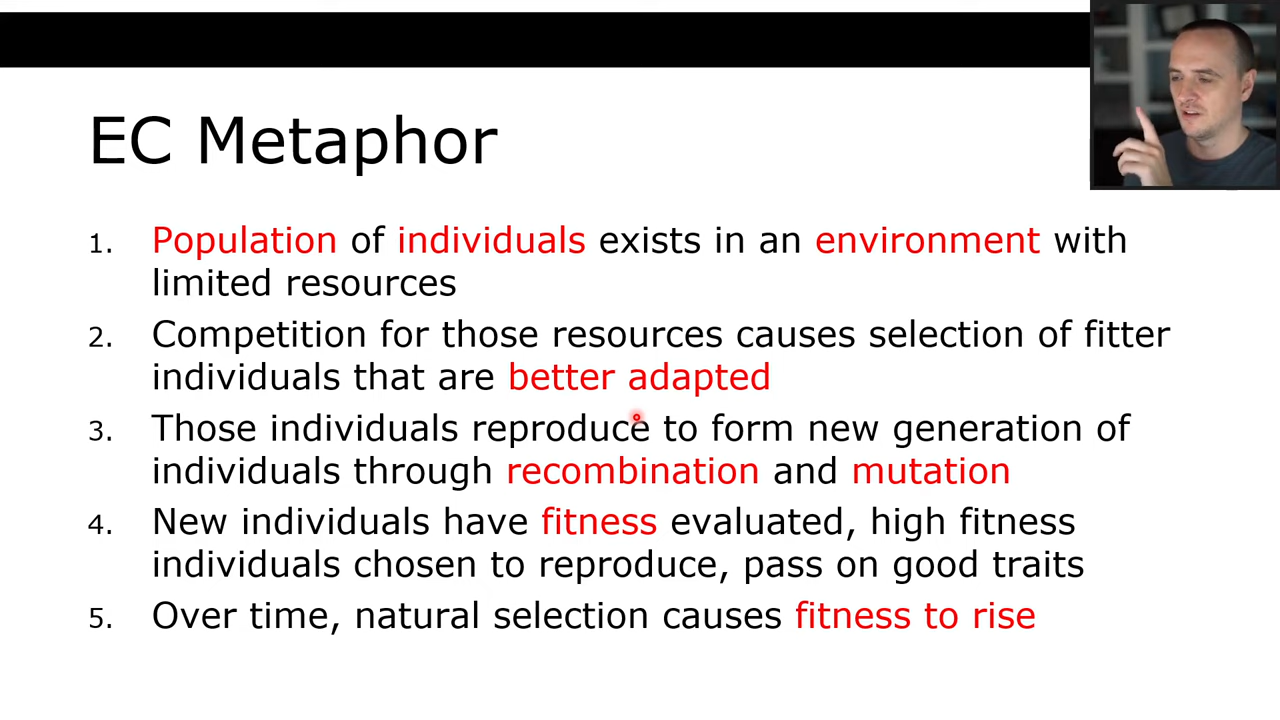 EC Metaphor
1. Population of individuals exists in an environment with
limited resources
2. Competition for those resources causes selection of fitter
individuals that are better adapted
3. Those individuals reproduce to form new generation of
individuals through recombination and mutation
4. New individuals have fitness evaluated, high fitness
individuals chosen to reproduce, pass on good traits
5. Over time, natural selection causes fitness to rise